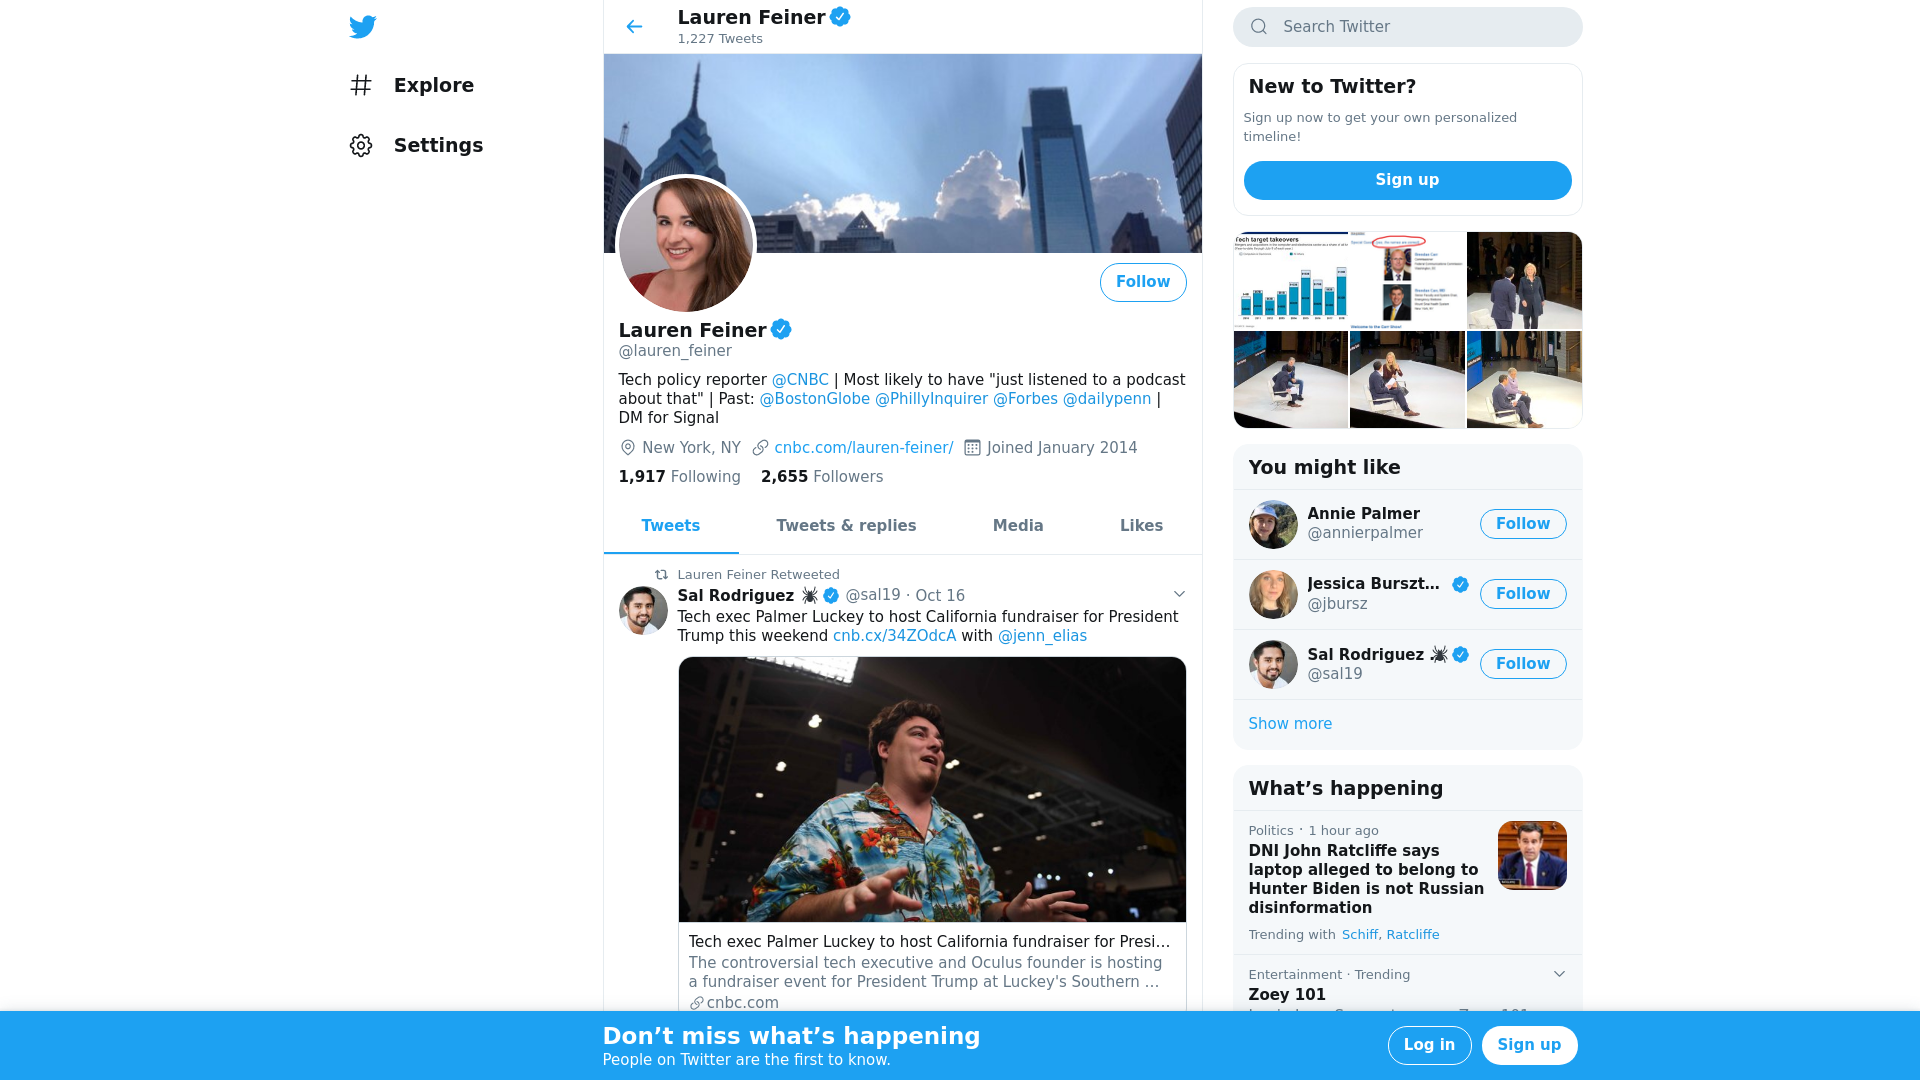 Explore
Settings
Lauren Feiner
1,227 Tweets
Follow
Lauren Feiner
@lauren_feiner
Tech policy reporter @CNBC | Most likely to have "just listened to a podcast
about that" | Past: @BostonGlobe @PhillyInquirer @Forbes @dailypenn |
DM for Signal
New York, NY cnbc.com/lauren-feiner/ Joined January 2014
1,917 Following 2,655 Followers
Tweets Tweets & replies Media Likes
Lauren Feiner Retweeted
Sal Rodriguez @sal19 · Oct 16
Tech exec Palmer Luckey to host California fundraiser for President
Trump this weekend cnb.cx/34ZOdcA with @jenn_elias
Tech exec Palmer Luckey to host California fundraiser for Presi…
The controversial tech executive and Oculus founder is hosting
a fundraiser event for President Trump at Luckey's Southern …
cnbc.com
Search Twitter
New to Twitter?
Sign up now to get your own personalized
timeline!
Sign up
Tech target takeovers
You might like
Annie Palmer
@annierpalmer
Follow
Jessica Burszt…
@jbursz
Follow
Sal Rodriguez
@sal19
Follow
Show more
What’s happening
Politics · 1 hour ago
DNI John Ratcliffe says
laptop alleged to belong to
Hunter Biden is not Russian
disinformation
Trending with Schiff, Ratcliffe
Entertainment · Trending
Zoey 101
Don’t miss what’s happening
People on Twitter are the first to know.
Log in
Sign up